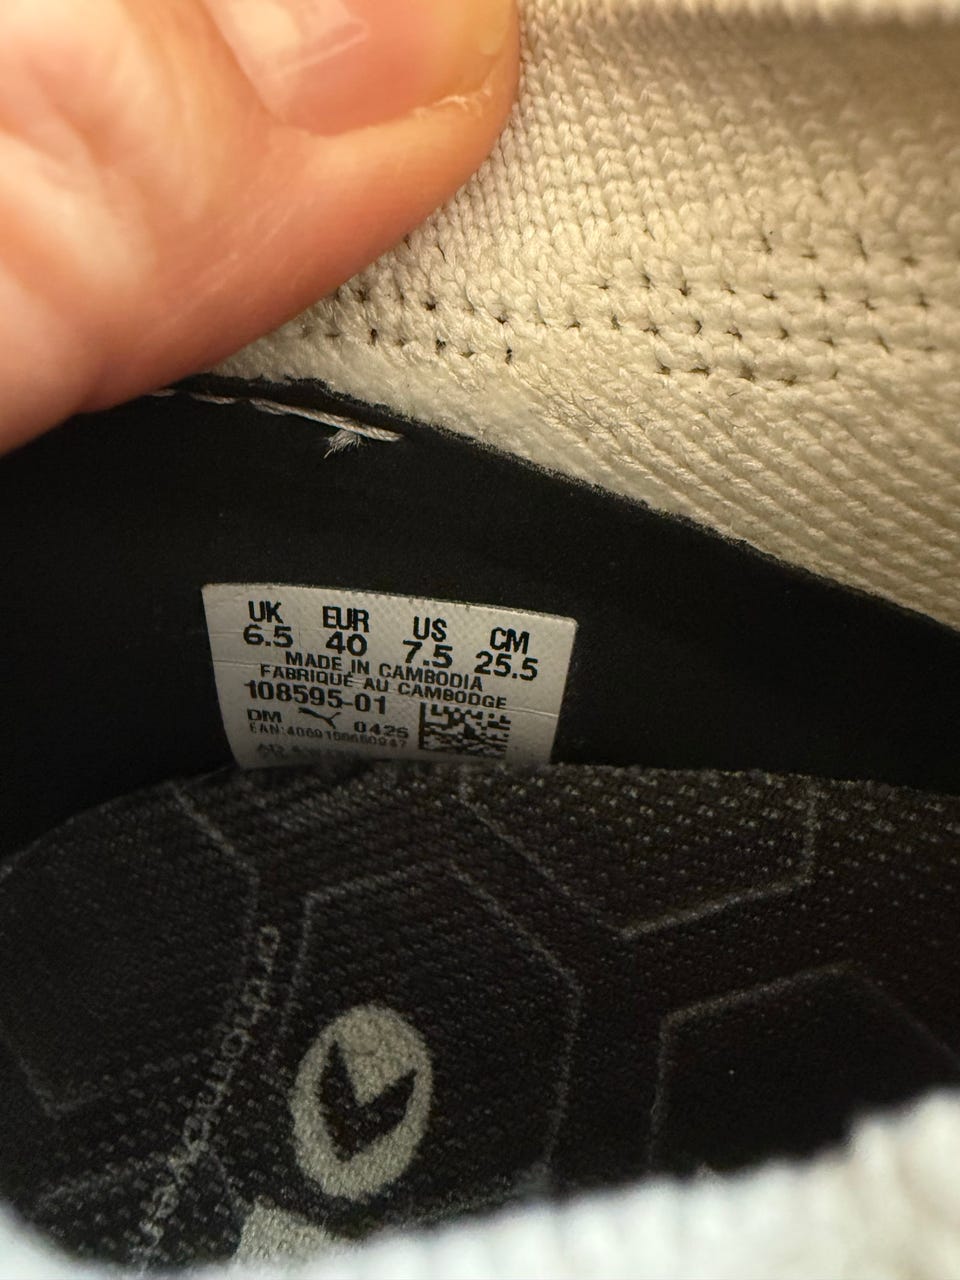 UK EUR US CM
6.5 40 7.5 25.5
MADE IN CAMBODIA
FABRIQUÉ AU CAMBODGE
108595-01
DM 0425